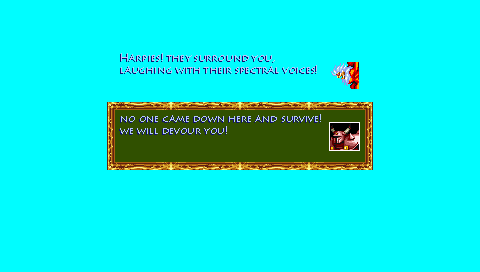 Harpies! they surround you,
laughing with their spectral voices!
no one came down here and survive!
we will devour you!